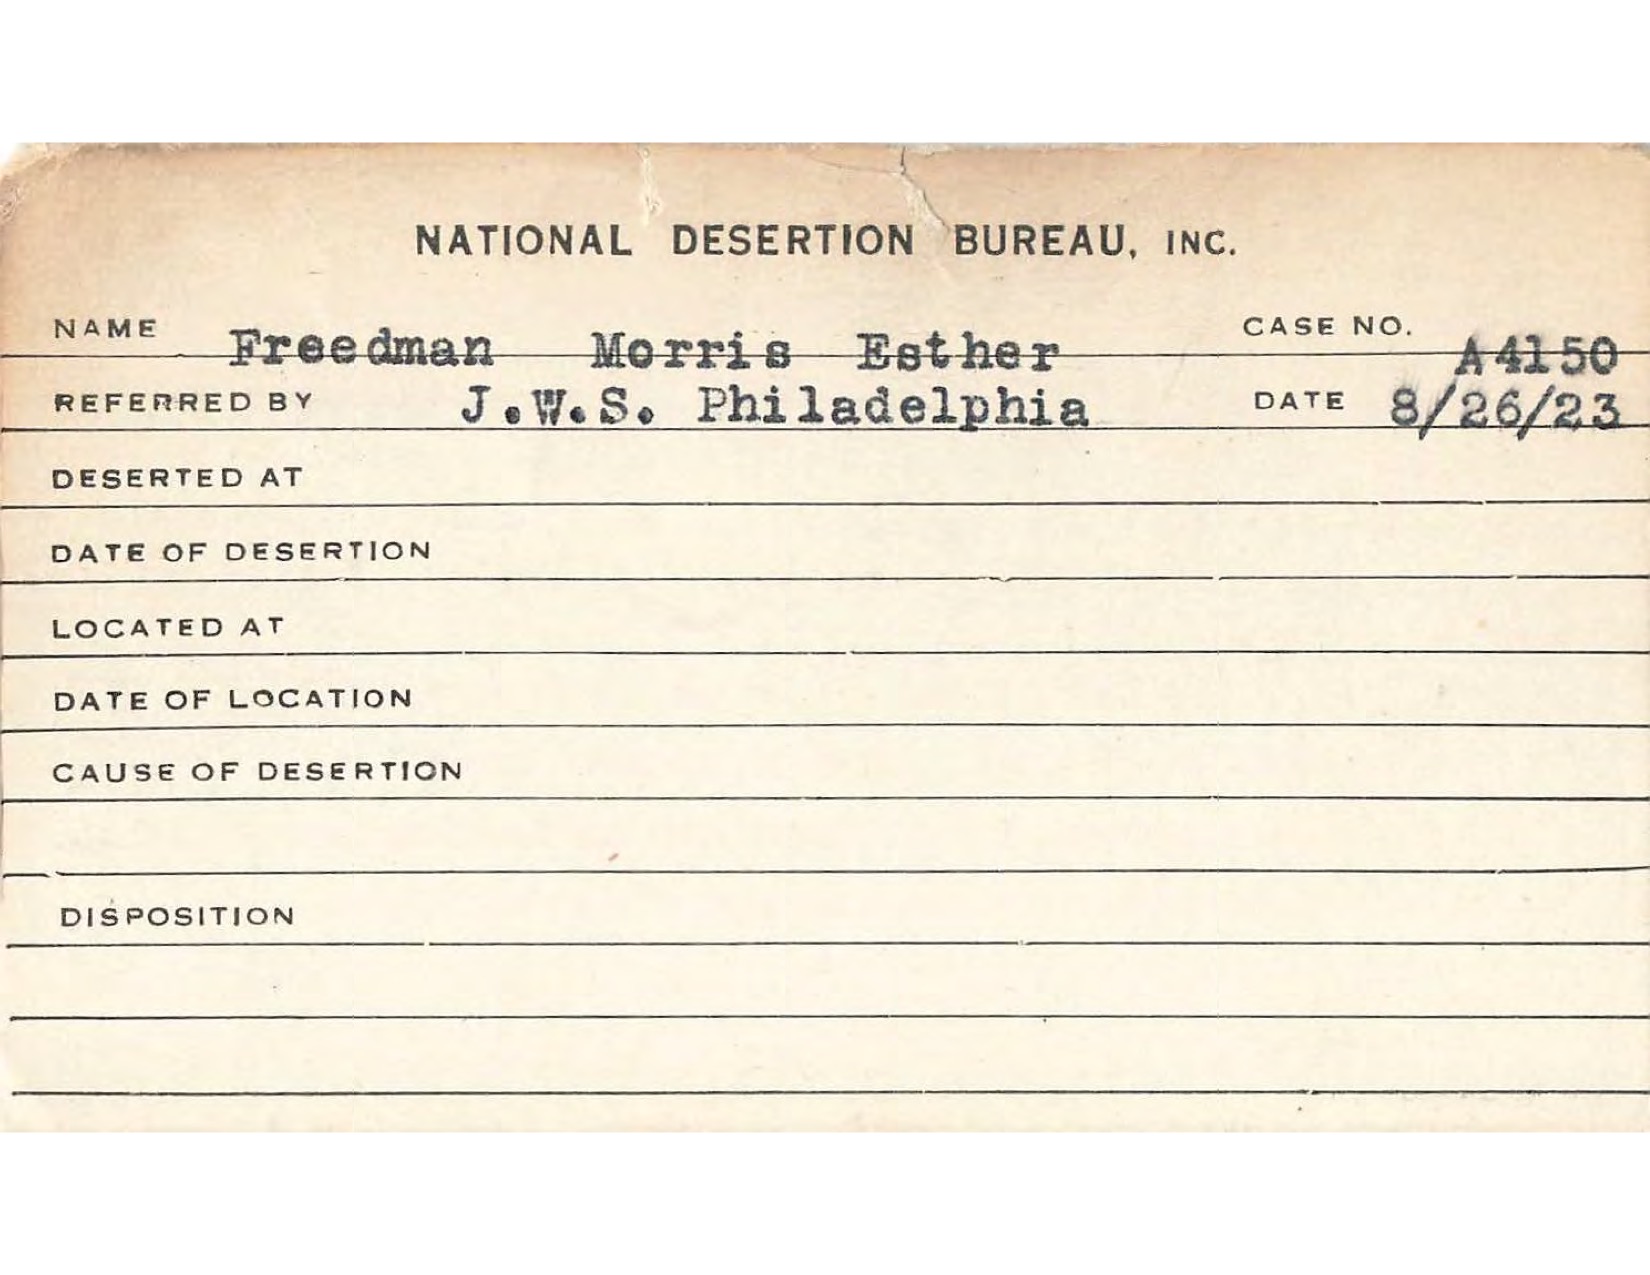 NATIONAL DESERTION BUREAU, INC.
NAME Freedman Morris Esther CASE NO. A4150
REFERRED BY J.W.S. Philadelphia DATE 8/26/23
DESERTED AT
DATE OF DESERTION
LOCATED AT
DATE OF LOCATION
CAUSE OF DESERTION
DISPOSITION